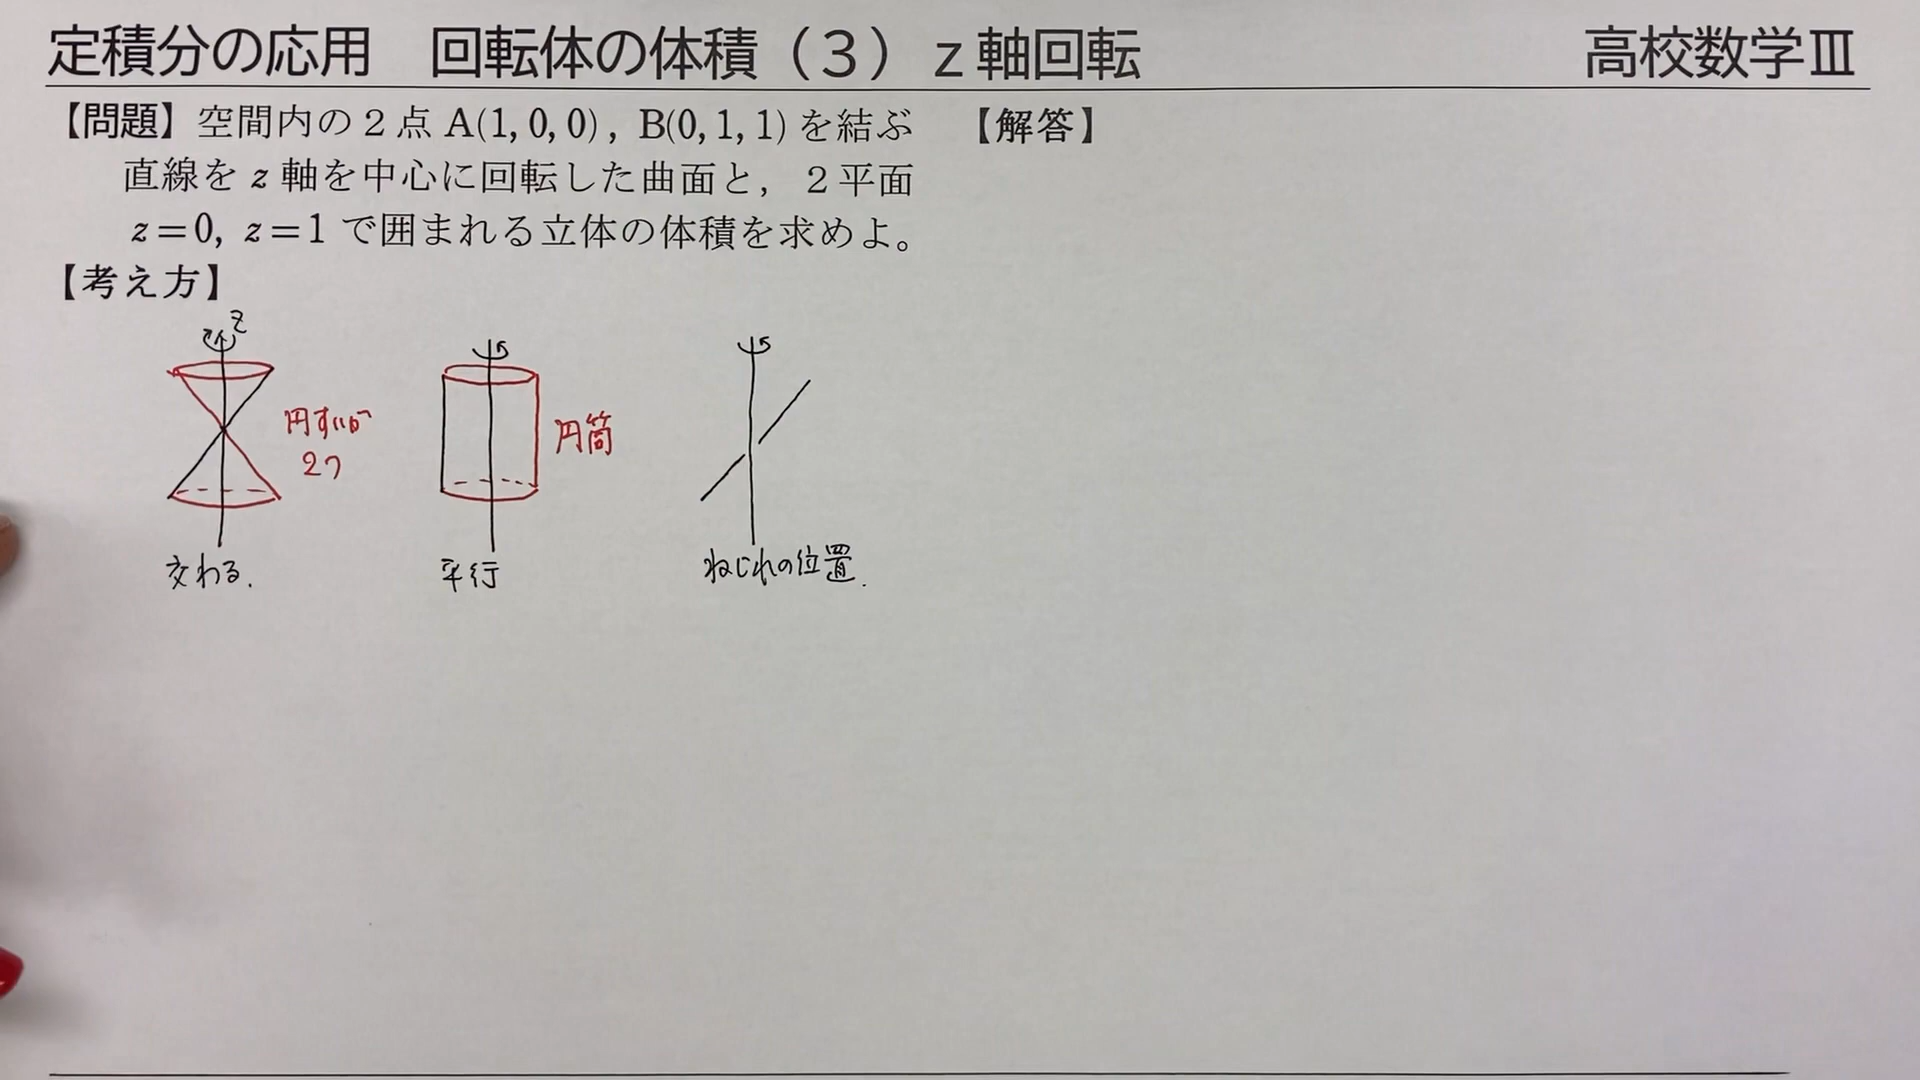 定積分の応用　回転体の体積（３）ｚ軸回転
高校数学Ⅲ
【問題】空間内の２点 A(1, 0, 0) , B(0, 1, 1) を結ぶ
直線を z 軸を中心に回転した曲面と，２平面
z=0, z=1 で囲まれる立体の体積を求めよ。
【解答】
【考え方】
z
円すいが
2つ
円筒
交わる.
平行
ねじれの位置.